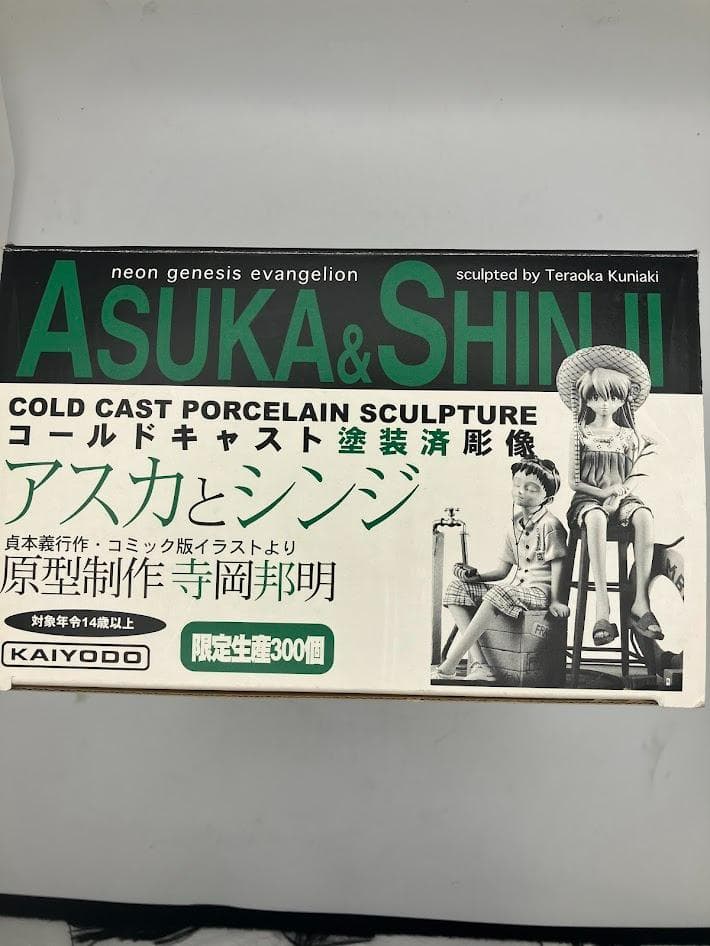 neon genesis evangelion
sculpted by Teraoka Kuniaki
ASUKA & SHINJI
COLD CAST PORCELAIN SCULPTURE
コールドキャスト塗装済彫像
アスカとシンジ
貞本義行作・コミック版イラストより
原型制作 寺岡邦明
対象年令14歳以上
限定生産300個
KAIYODO